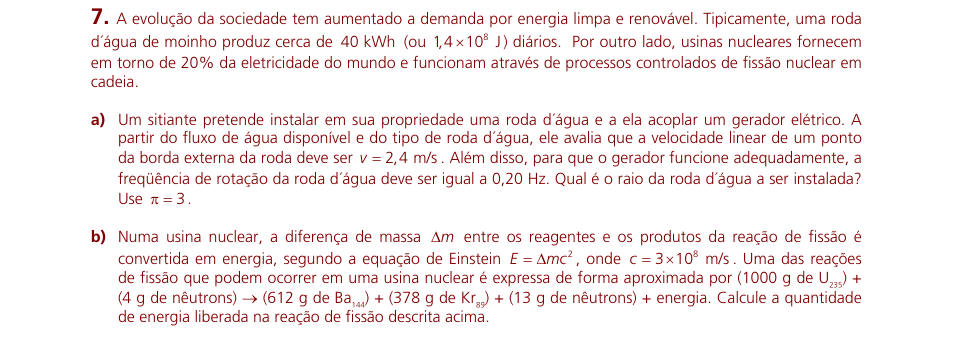 7. A evolução da sociedade tem aumentado a demanda por energia limpa e renovável. Tipicamente, uma roda
d´água de moinho produz cerca de 40 kWh (ou 1,4×10⁸ J) diários. Por outro lado, usinas nucleares fornecem
em torno de 20% da eletricidade do mundo e funcionam através de processos controlados de fissão nuclear em
cadeia.
a) Um sitiante pretende instalar em sua propriedade uma roda d´água e a ela acoplar um gerador elétrico. A
partir do fluxo de água disponível e do tipo de roda d´água, ele avalia que a velocidade linear de um ponto
da borda externa da roda deve ser v = 2,4 m/s. Além disso, para que o gerador funcione adequadamente, a
freqüência de rotação da roda d´água deve ser igual a 0,20 Hz. Qual é o raio da roda d´água a ser instalada?
Use π = 3.
b) Numa usina nuclear, a diferença de massa Δm entre os reagentes e os produtos da reação de fissão é
convertida em energia, segundo a equação de Einstein E = Δmc², onde c = 3×10⁸ m/s. Uma das reações
de fissão que podem ocorrer em uma usina nuclear é expressa de forma aproximada por (1000 g de U₂₃₅) +
(4 g de nêutrons) → (612 g de Ba₁₄₄) + (378 g de Kr₈₉) + (13 g de nêutrons) + energia. Calcule a quantidade
de energia liberada na reação de fissão descrita acima.